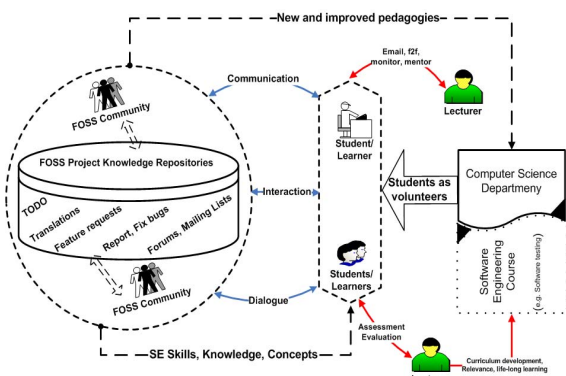 New and improved pedagogies
Email, f2f,
monitor, mentor
Communication
FOSS Community
Lecturer
Student/
Learner
FOSS Project Knowledge Repositories
Students as
volunteers
Computer Science
Departmeny
TODO
Translations
Feature requests
Report, Fix bugs
Forums, Mailing Lists
Interaction
Software
Engineering
Course
(e.g. Software testing)
Students/
Learners
FOSS Community
Dialogue
Assessment
Evaluation
SE Skills, Knowledge, Concepts
Curriculum development,
Relevance, life-long learning